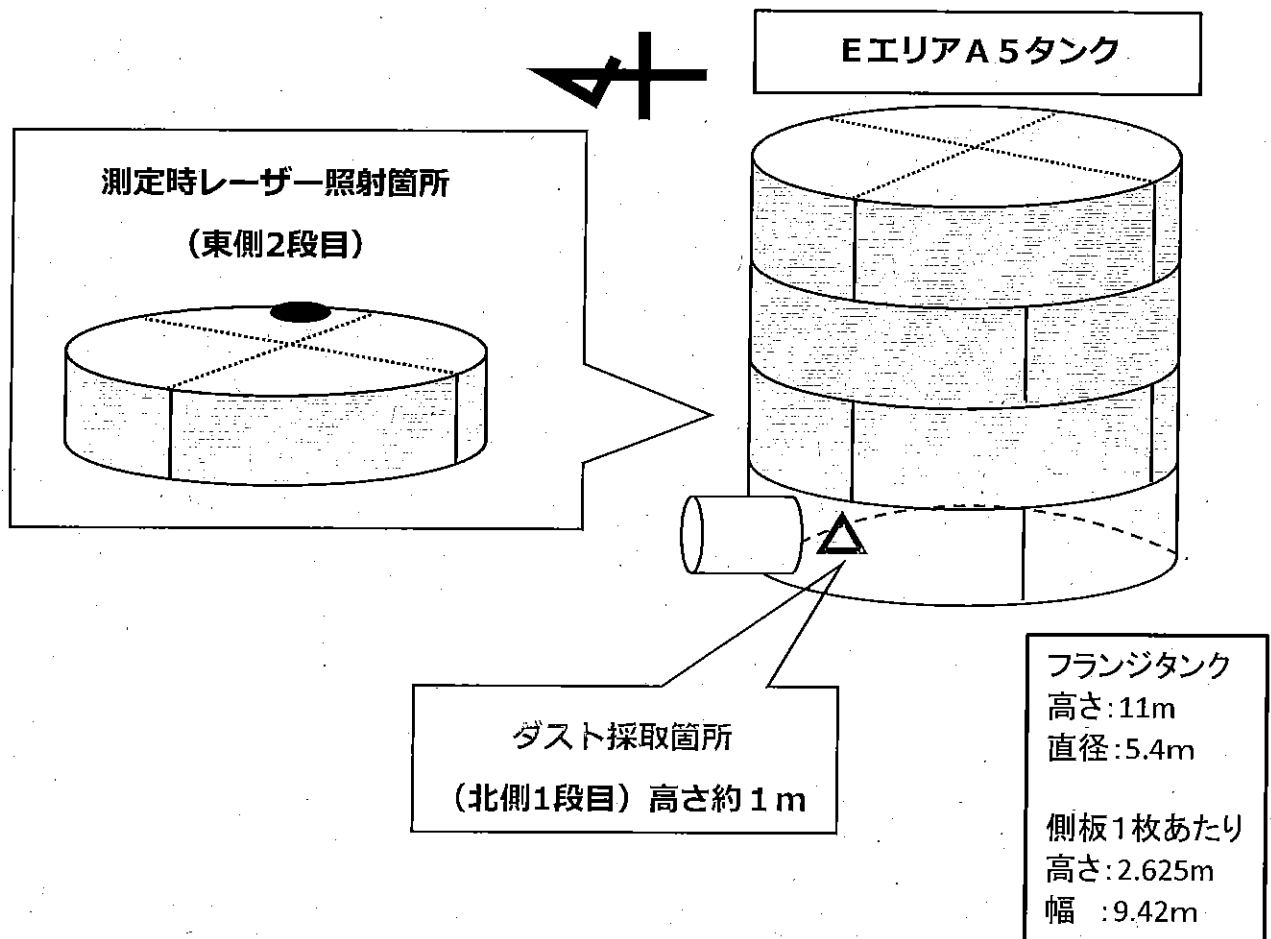 EエリアA5タンク
測定時レーザー照射箇所
（東側2段目）
ダスト採取箇所
（北側1段目）高さ約1m
フランジタンク
高さ:11m
直径:5.4m
側板1枚あたり
高さ:2.625m
幅　:9.42m